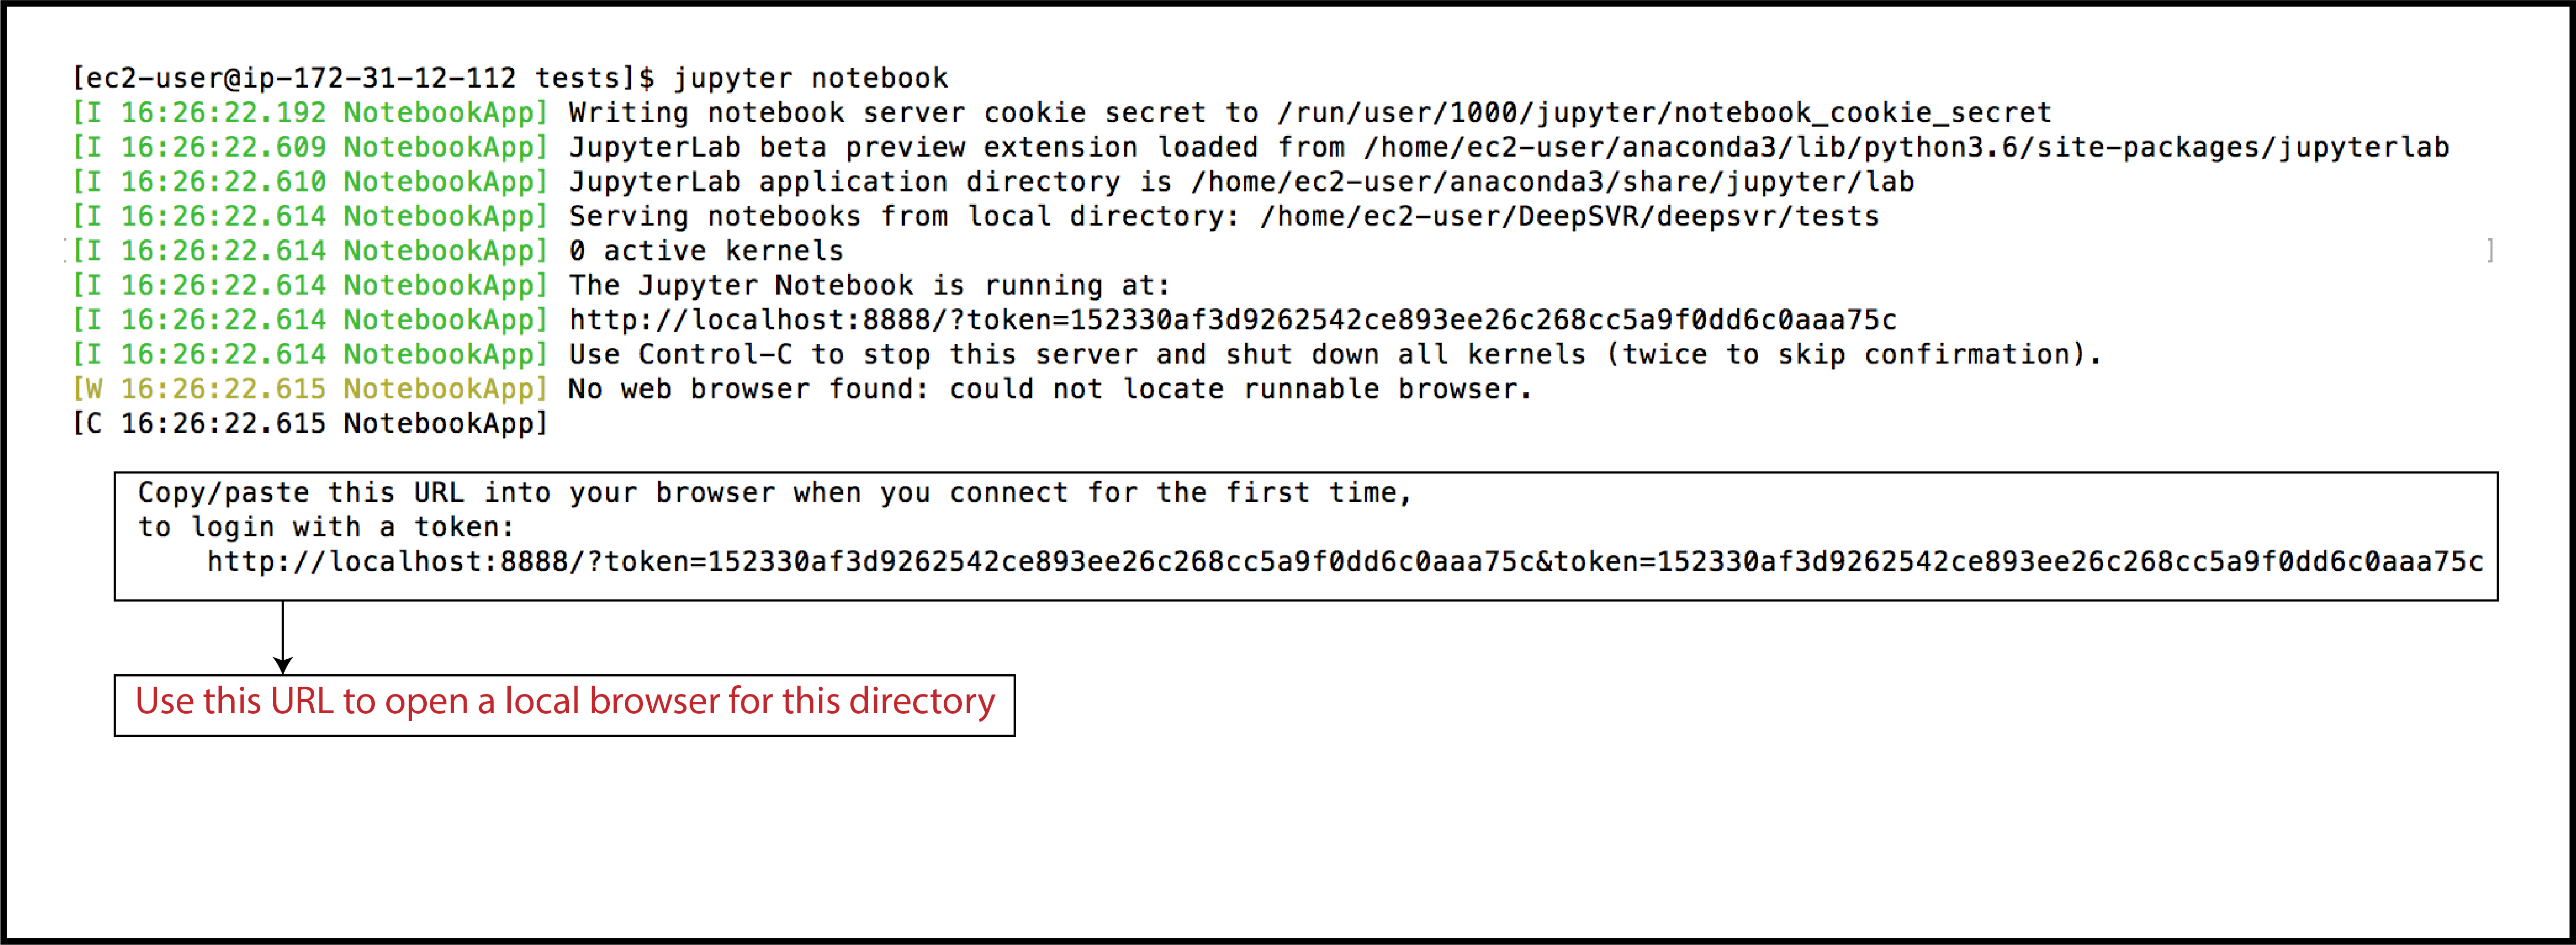 [ec2-user@ip-172-31-12-112 tests]$ jupyter notebook
[I 16:26:22.192 NotebookApp] Writing notebook server cookie secret to /run/user/1000/jupyter/notebook_cookie_secret
[I 16:26:22.609 NotebookApp] JupyterLab beta preview extension loaded from /home/ec2-user/anaconda3/lib/python3.6/site-packages/jupyterlab
[I 16:26:22.610 NotebookApp] JupyterLab application directory is /home/ec2-user/anaconda3/share/jupyter/lab
[I 16:26:22.614 NotebookApp] Serving notebooks from local directory: /home/ec2-user/DeepSVR/deepsvr/tests
[I 16:26:22.614 NotebookApp] 0 active kernels ]
[I 16:26:22.614 NotebookApp] The Jupyter Notebook is running at:
[I 16:26:22.614 NotebookApp] http://localhost:8888/?token=152330af3d9262542ce893ee26c268cc5a9f0dd6c0aaa75c
[I 16:26:22.614 NotebookApp] Use Control-C to stop this server and shut down all kernels (twice to skip confirmation).
[W 16:26:22.615 NotebookApp] No web browser found: could not locate runnable browser.
[C 16:26:22.615 NotebookApp]
Copy/paste this URL into your browser when you connect for the first time,
to login with a token:
http://localhost:8888/?token=152330af3d9262542ce893ee26c268cc5a9f0dd6c0aaa75c&token=152330af3d9262542ce893ee26c268cc5a9f0dd6c0aaa75c
Use this URL to open a local browser for this directory